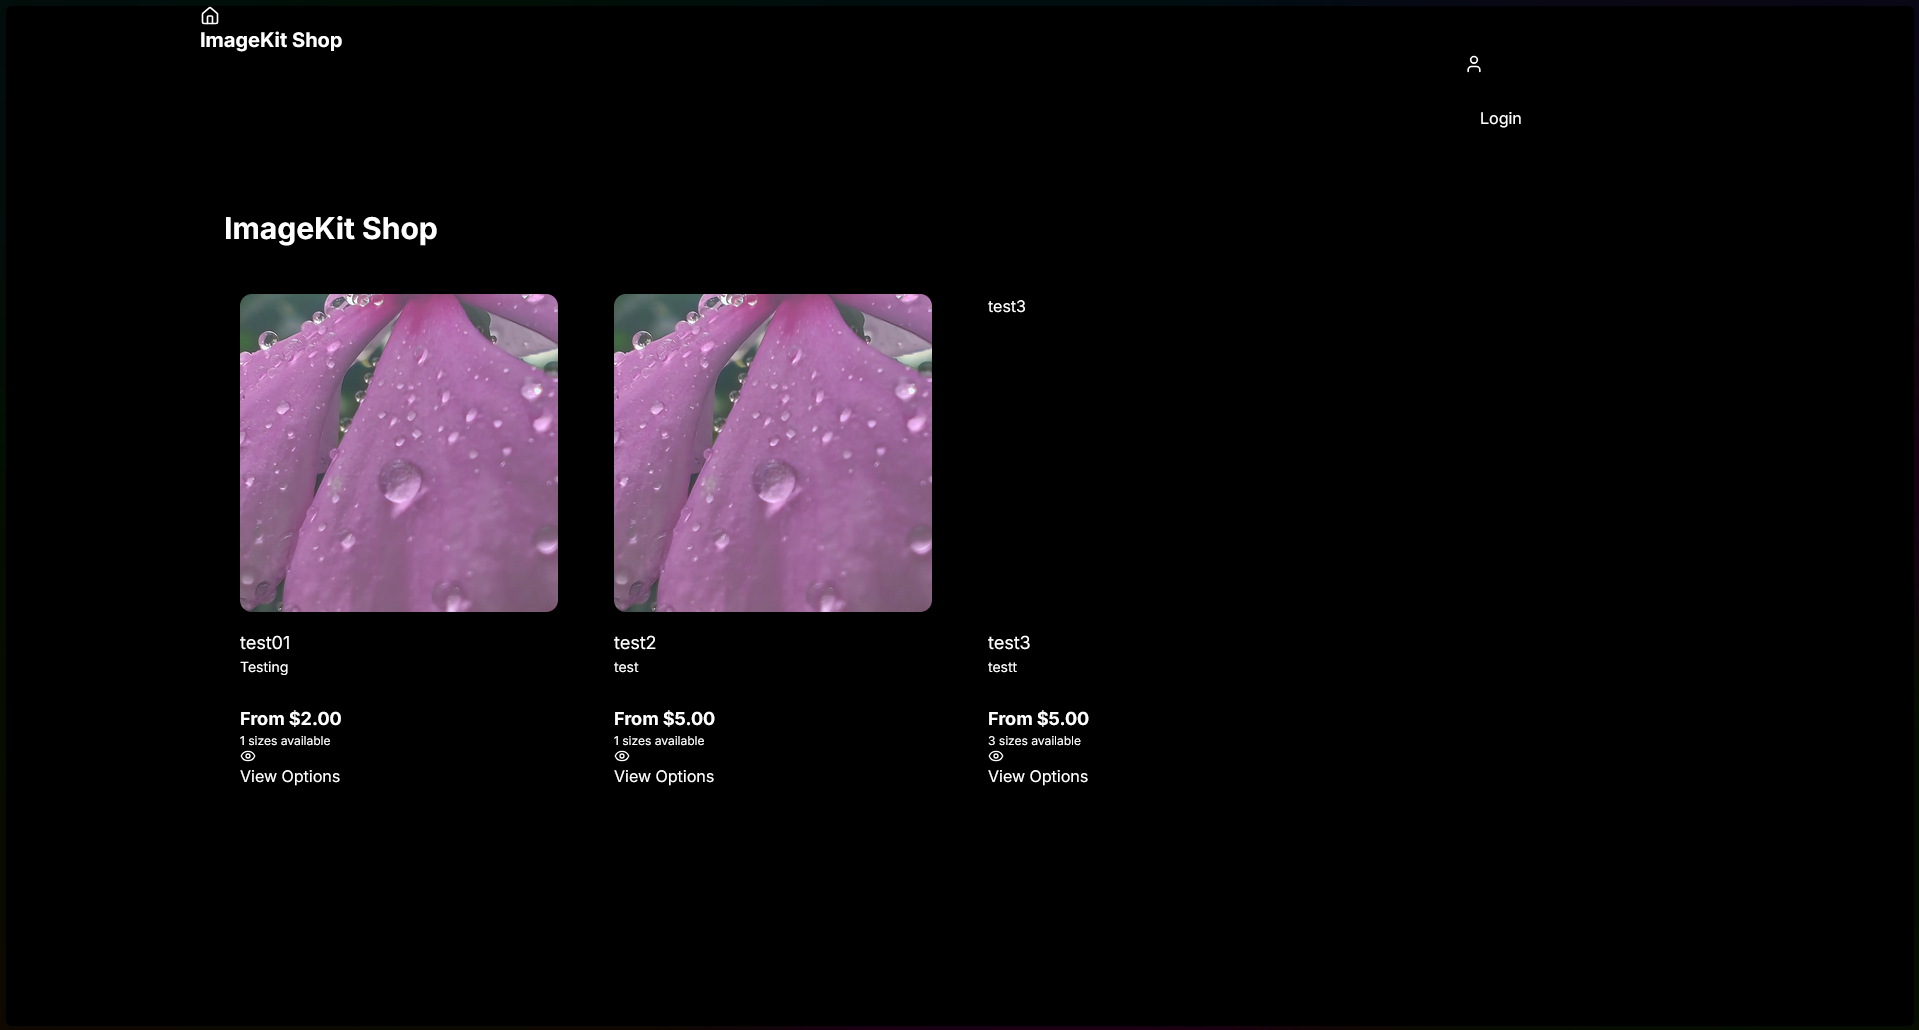 ImageKit Shop
Login
ImageKit Shop
test3
test01
Testing
From $2.00
1 sizes available
View Options
test2
test
From $5.00
1 sizes available
View Options
test3
testt
From $5.00
3 sizes available
View Options